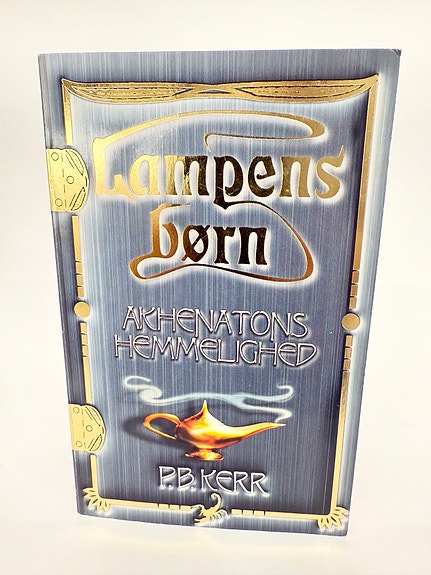 Lampens
børn
AKHENATONS
HEMMELIGHED
P.B. KERR